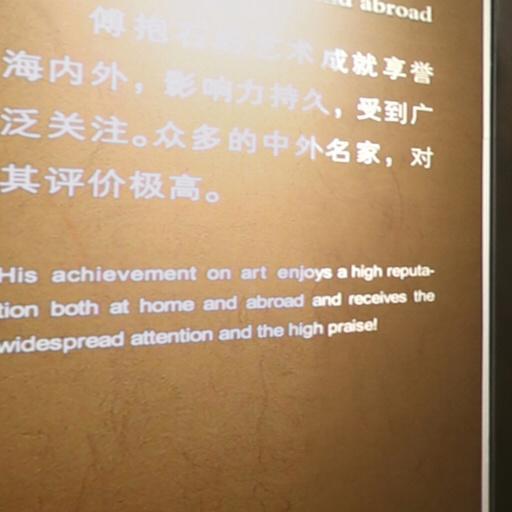 abroad
傅抱石的艺术成就享誉
海内外，影响力持久，受到广
泛关注。众多的中外名家，对
其评价极高。
His achievement on art enjoys a high reputa-
tion both at home and abroad and receives the
widespread attention and the high praise!